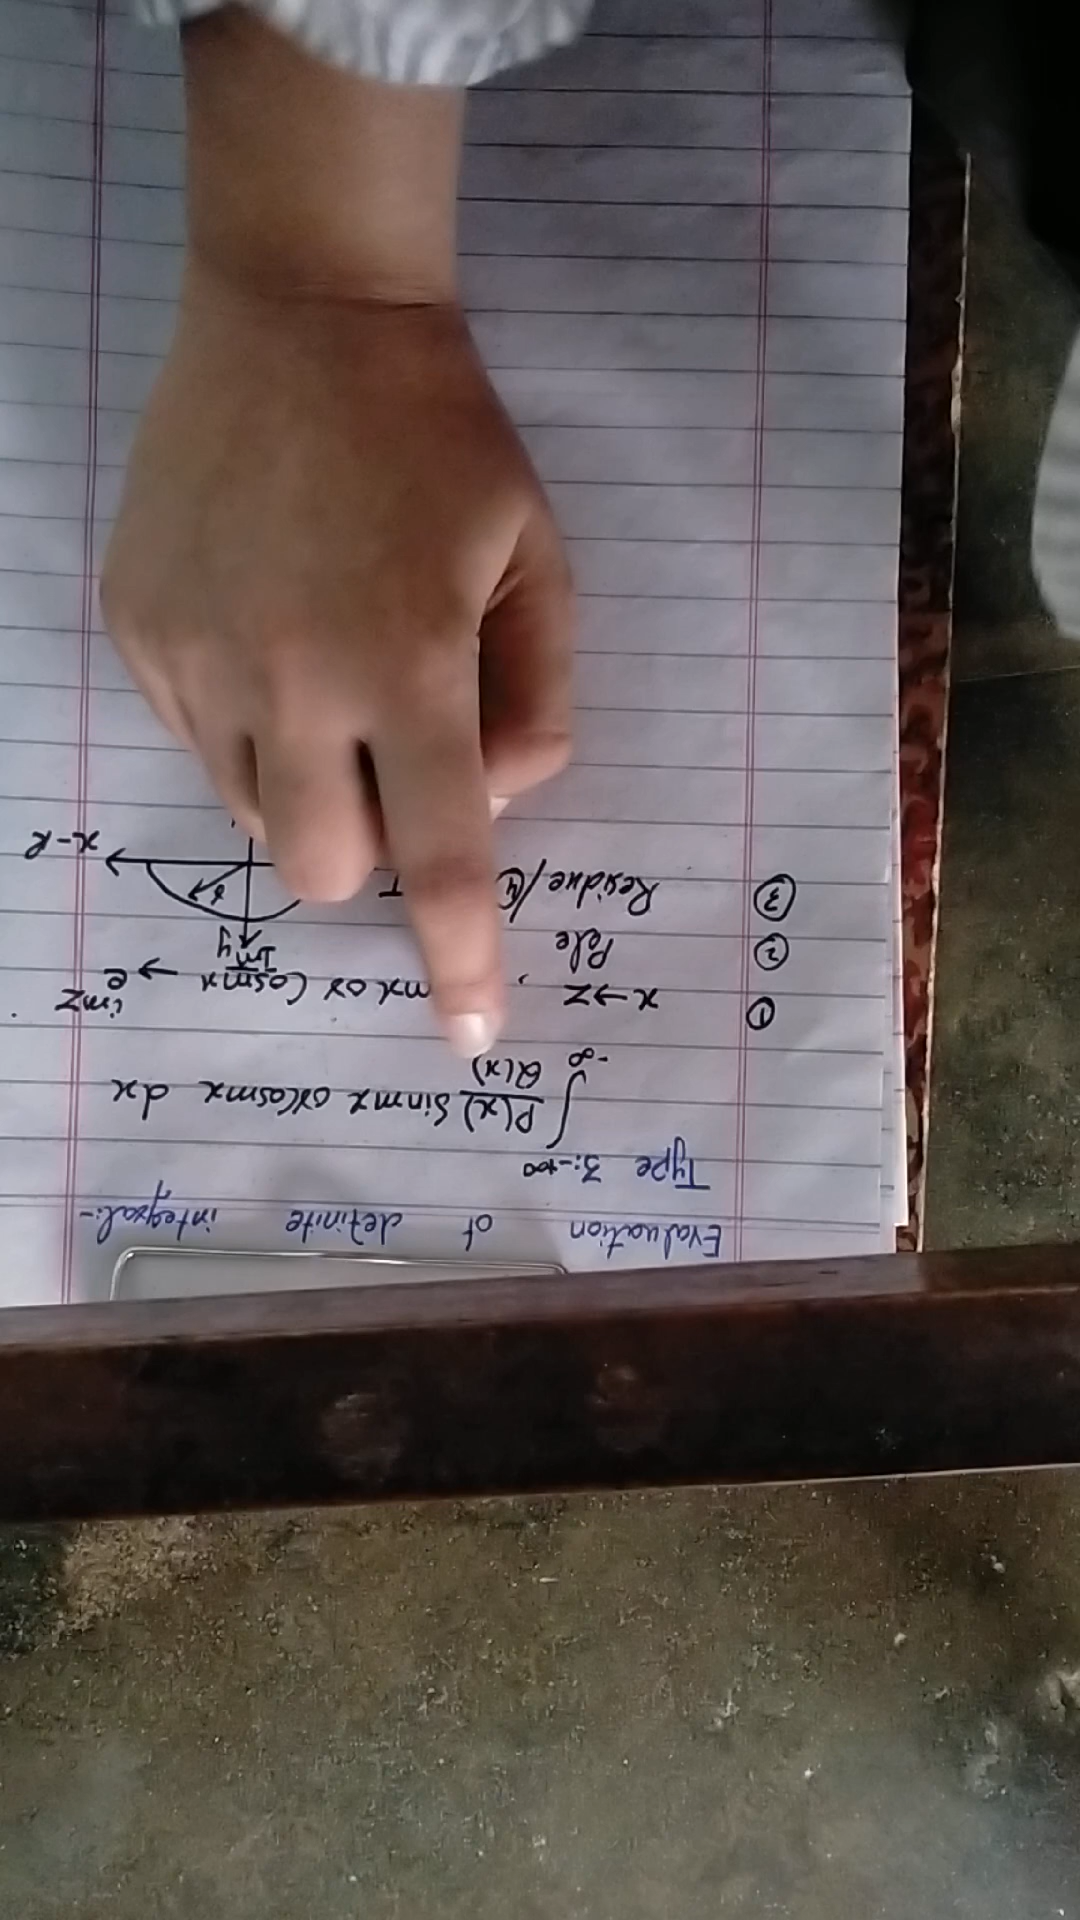 Evaluation of definite integral:-
Type 3:- +∞
∫ P(x)/Q(x) Sinmx or Cosmx dx
-∞
① x→z , mx or Cosmx → e^imz
② Pole
③ Residue/④
Im y
r
x-R